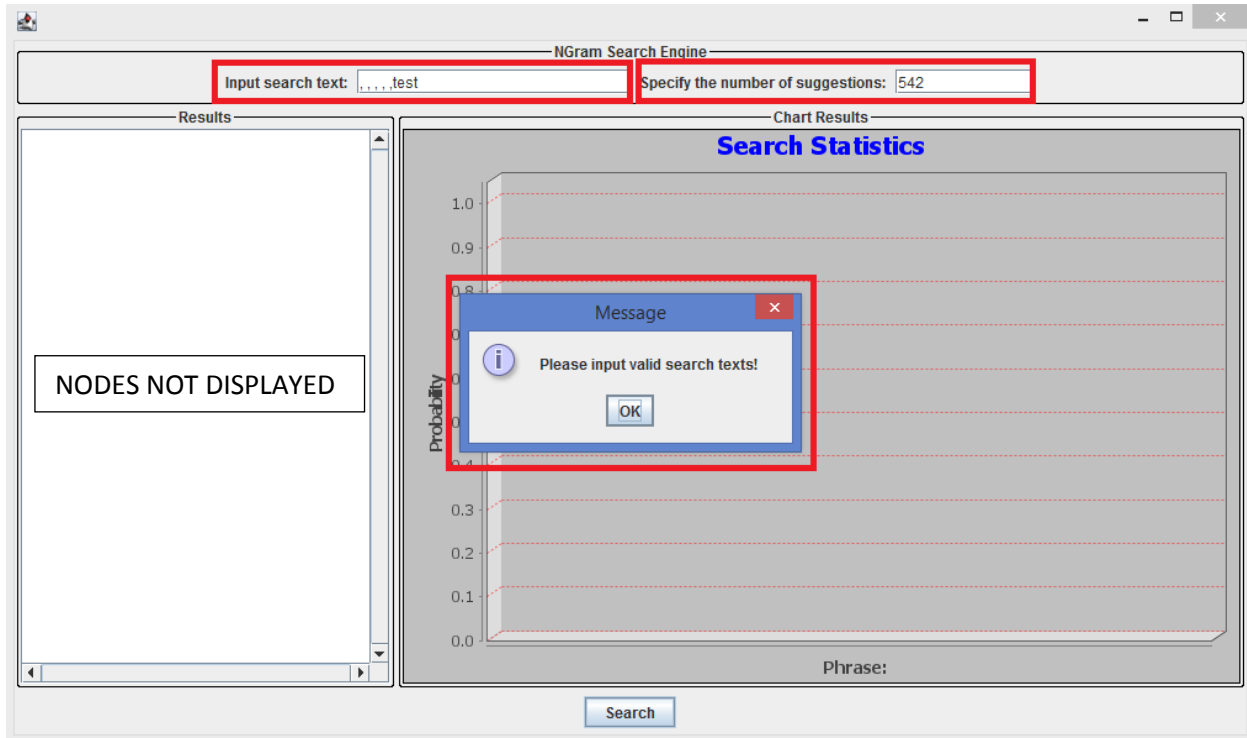 NGram Search Engine
Input search text: , , , , ,test Specify the number of suggestions: 542
Results
Chart Results
Search Statistics
1.0
0.9
0.8
Message
Please input valid search texts!
OK
NODES NOT DISPLAYED
Probability
0.4
0.3
0.2
0.1
0.0
Phrase:
Search